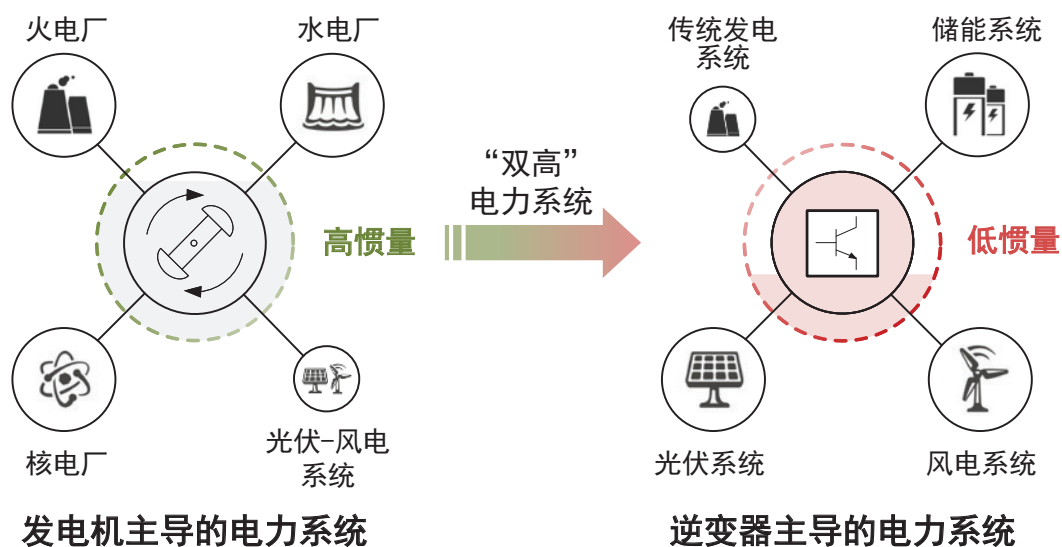 火电厂
水电厂
传统发电
系统
储能系统
“双高”
电力系统
高惯量
低惯量
核电厂
光伏-风电
系统
光伏系统
风电系统
发电机主导的电力系统
逆变器主导的电力系统